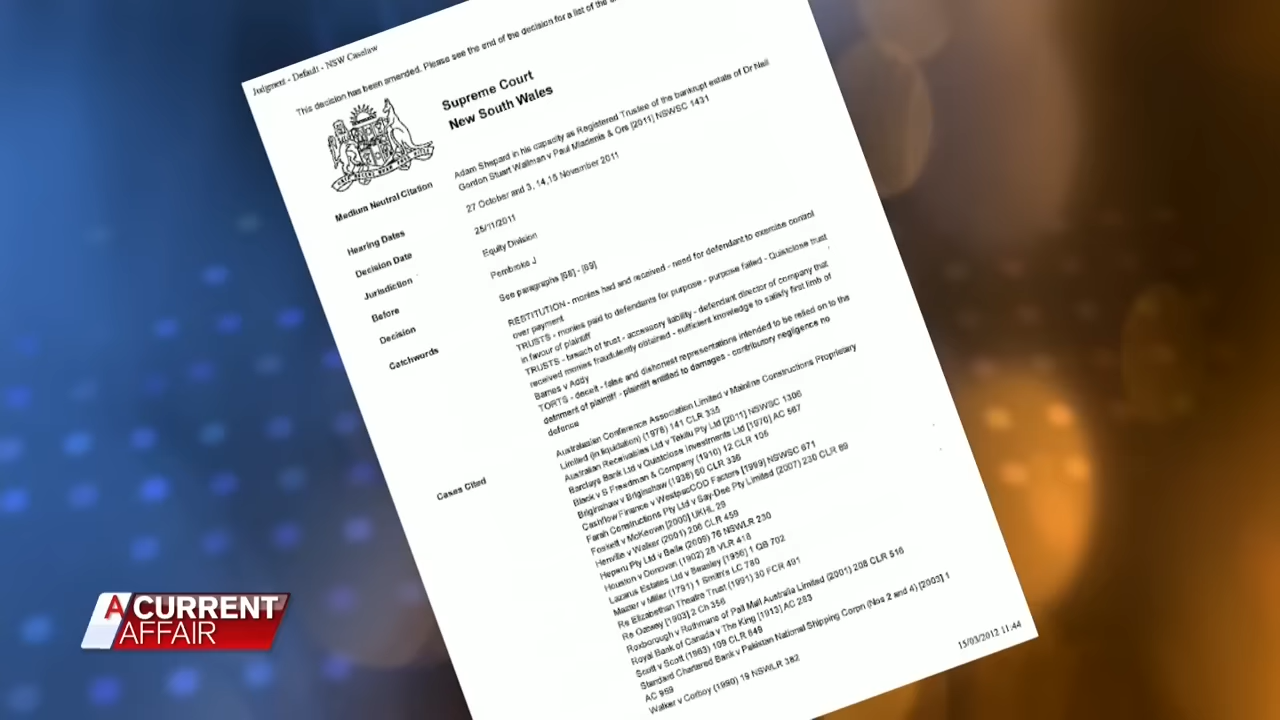 Judgment - Default - NSW Caselaw
This decision has been amended. Please see the end of the decision for a list of the
Supreme Court
New South Wales
Medium Neutral Citation
Adam Shepard in his capacity as Registered Trustee of the bankrupt estate of Dr Neil
Gordon Stuart Wallman v Paul Mladenis & Ors [2011] NSWSC 1431
Hearing Dates
27 October and 3, 14,15 November 2011
Decision Date
25/11/2011
Jurisdiction
Equity Division
Before
Pembroke J
Decision
See paragraphs [68] - [69]
Catchwords
RESTITUTION - monies had and received - need for defendant to exercise control
over payment
TRUSTS - monies paid to defendants for purpose - purpose failed - Quistclose trust
in favour of plaintiff
TRUSTS - breach of trust - accessory liability - defendant director of company that
received monies fraudulently obtained - sufficient knowledge to satisfy first limb of
Barnes v Addy
TORTS - deceit - false and dishonest representations intended to be relied on to the
detriment of plaintiff - plaintiff entitled to damages - contributory negligence no
defence
Cases Cited
Australasian Conference Association Limited v Mainline Constructions Proprietary
Limited (in liquidation) (1978) 141 CLR 335
Australian Receivables Ltd v Tekitu Pty Ltd [2011] NSWSC 1306
Barclays Bank Ltd v Quistclose Investments Ltd [1970] AC 567
Black v S Freedman & Company (1910) 12 CLR 105
Briginshaw v Briginshaw (1938) 60 CLR 336
Cashflow Finance v Westpac COD Factors [1999] NSWSC 671
Farah Constructions Pty Ltd v Say-Dee Pty Limited (2007) 230 CLR 89
Foskett v McKeown [2000] UKHL 29
Henville v Walker (2001) 206 CLR 459
Heperu Pty Ltd v Belle (2009) 76 NSWLR 230
Houston v Donovan (1902) 28 VLR 418
Lazarus Estates Ltd v Beasley [1956] 1 QB 702
Master v Miller (1791) 1 Smith's LC 780
Re Elizabethan Theatre Trust (1991) 30 FCR 491
Re [1903] 2 Ch 356
Roxborough v Rothmans of Pall Mall Australia Limited (2001) 208 CLR 516
Royal Bank of Canada v The King [1913] AC 283
Scott v Scott (1963) 109 CLR 649
Standard Chartered Bank v Pakistan National Shipping Corpn (Nos 2 and 4) [2003] 1
AC 959
Walker v Corboy (1990) 19 NSWLR 382
15/03/2012 11:44
A CURRENT
AFFAIR